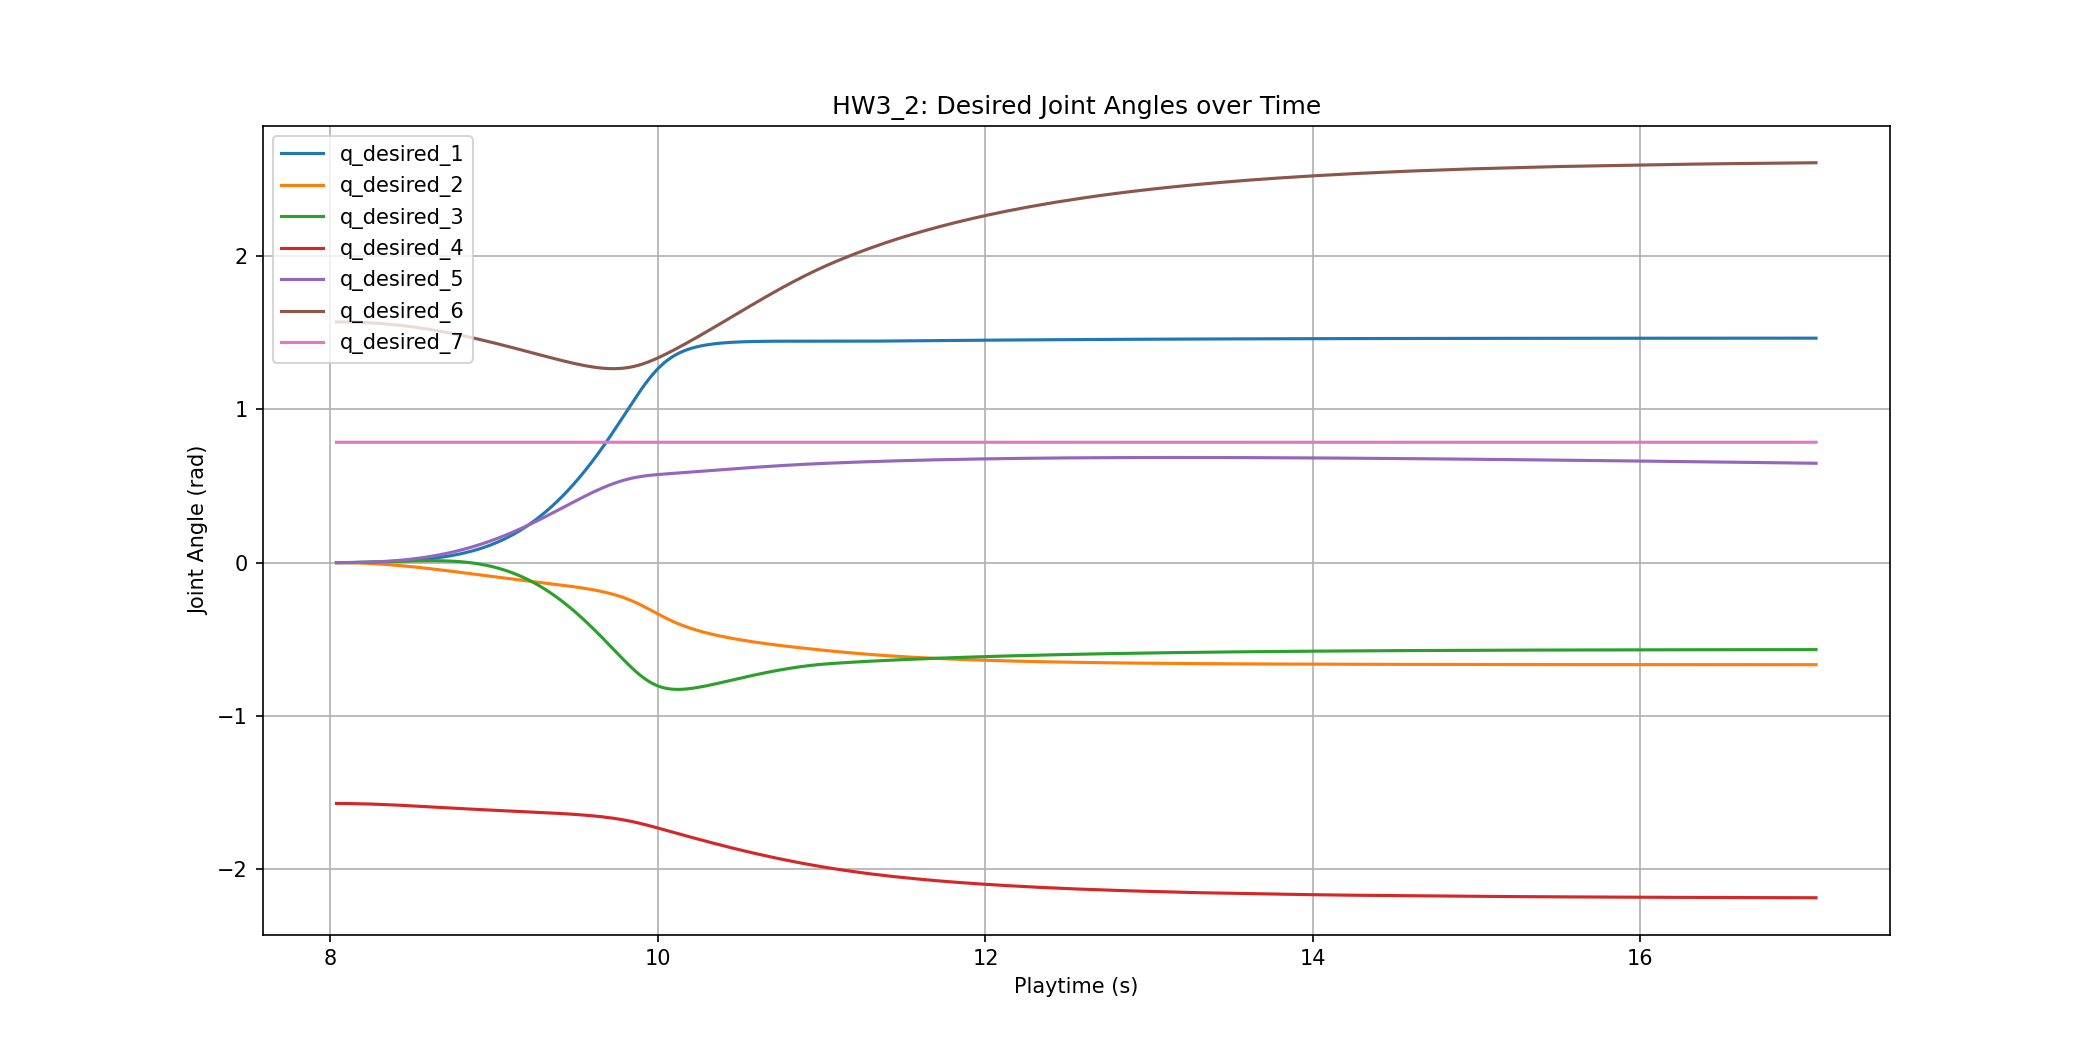 HW3_2: Desired Joint Angles over Time
q_desired_1
q_desired_2
q_desired_3
q_desired_4
q_desired_5
q_desired_6
q_desired_7
2
1
0
−1
−2
Joint Angle (rad)
8 10 12 14 16
Playtime (s)